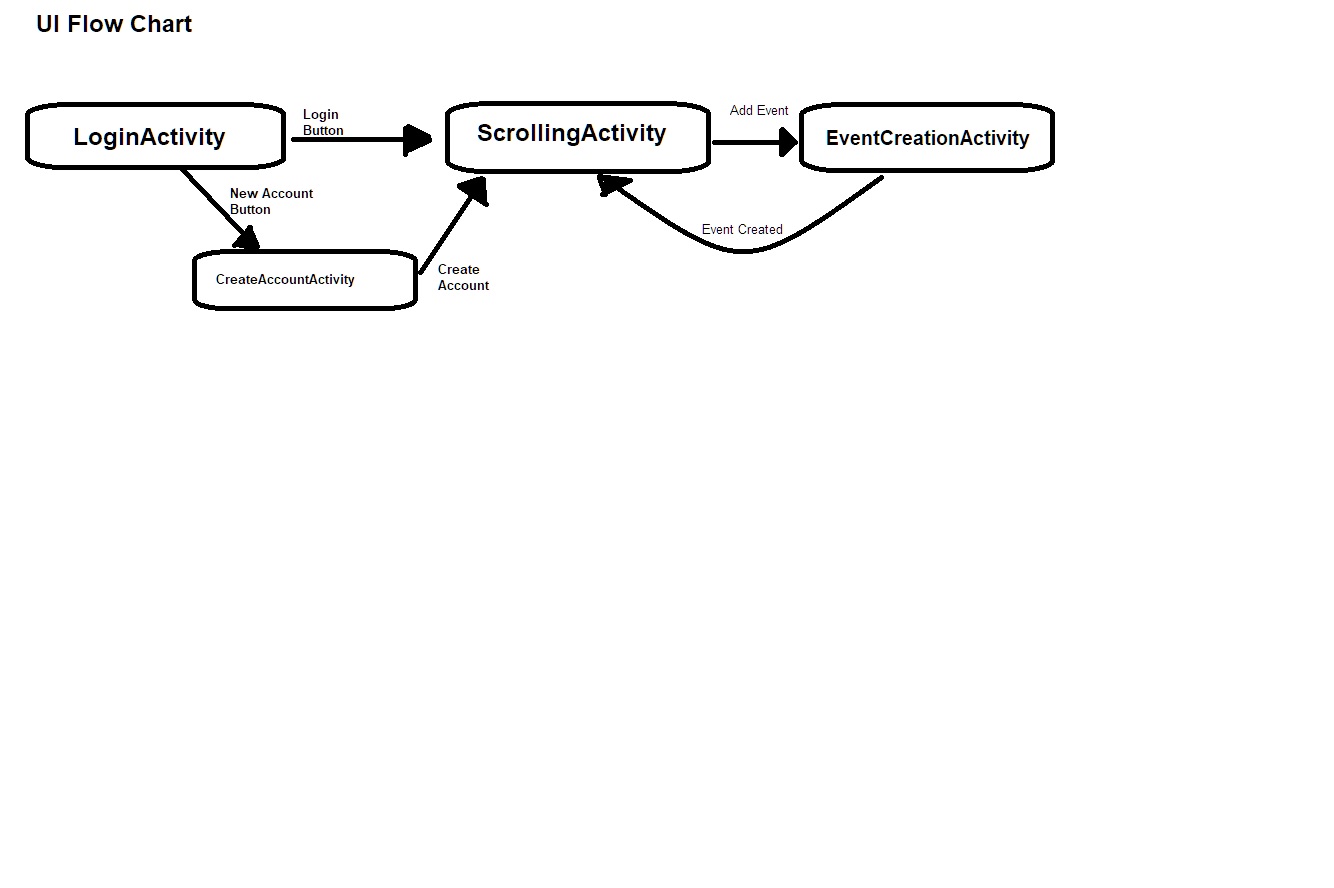 UI Flow Chart
LoginActivity
Login
Button
ScrollingActivity
Add Event
EventCreationActivity
New Account
Button
Event Created
CreateAccountActivity
Create
Account